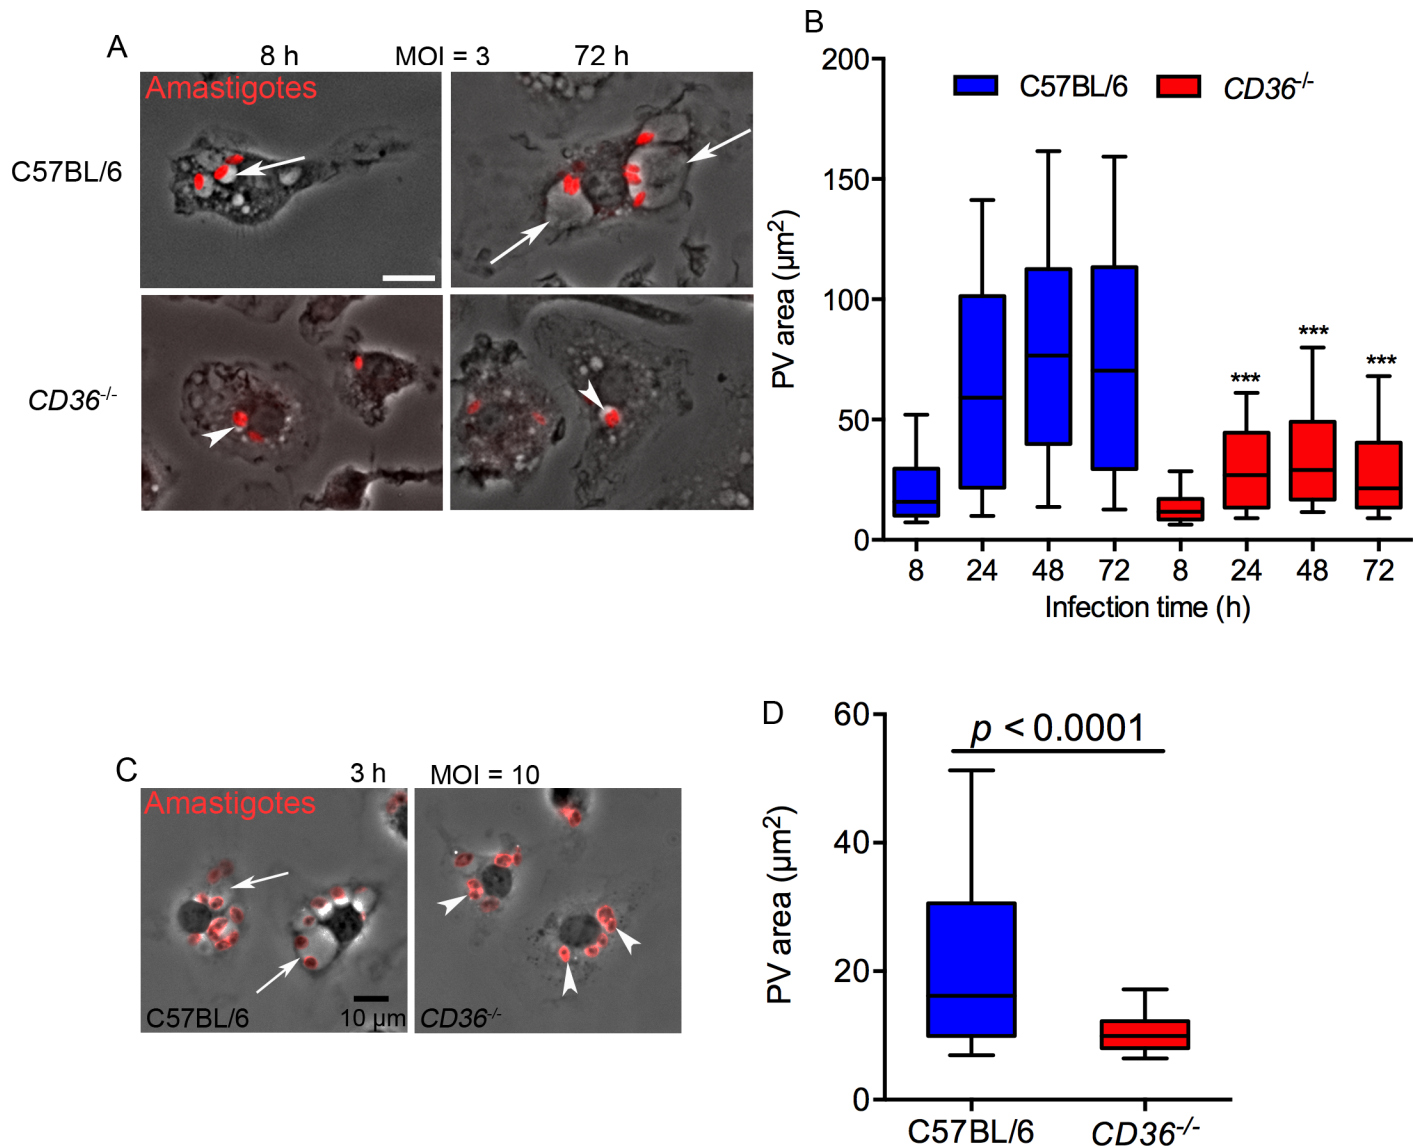 A
8 h
MOI = 3
72 h
Amastigotes
C57BL/6
CD36-/-
B
C57BL/6
CD36-/-
200
150
100
50
0
PV area (µm2)
***
***
***
8 24 48 72 8 24 48 72
Infection time (h)
C
3 h
MOI = 10
Amastigotes
C57BL/6
10 µm
CD36-/-
D
p < 0.0001
60
40
20
0
PV area (µm2)
C57BL/6
CD36-/-